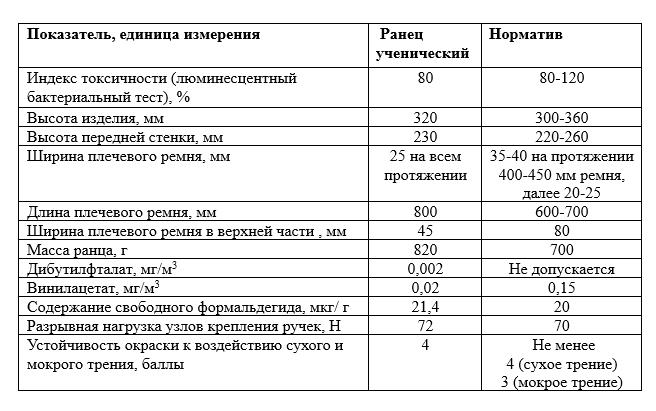 Показатель, единица измерения Ранец ученический Норматив
Индекс токсичности (люминесцентный бактериальный тест), % 80 80-120
Высота изделия, мм 320 300-360
Высота передней стенки, мм 230 220-260
Ширина плечевого ремня, мм 25 на всем протяжении 35-40 на протяжении 400-450 мм ремня, далее 20-25
Длина плечевого ремня, мм 800 600-700
Ширина плечевого ремня в верхней части , мм 45 80
Масса ранца, г 820 700
Дибутилфталат, мг/м³ 0,002 Не допускается
Винилацетат, мг/м³ 0,02 0,15
Содержание свободного формальдегида, мкг/ г 21,4 20
Разрывная нагрузка узлов крепления ручек, Н 72 70
Устойчивость окраски к воздействию сухого и мокрого трения, баллы 4 Не менее 4 (сухое трение) 3 (мокрое трение)